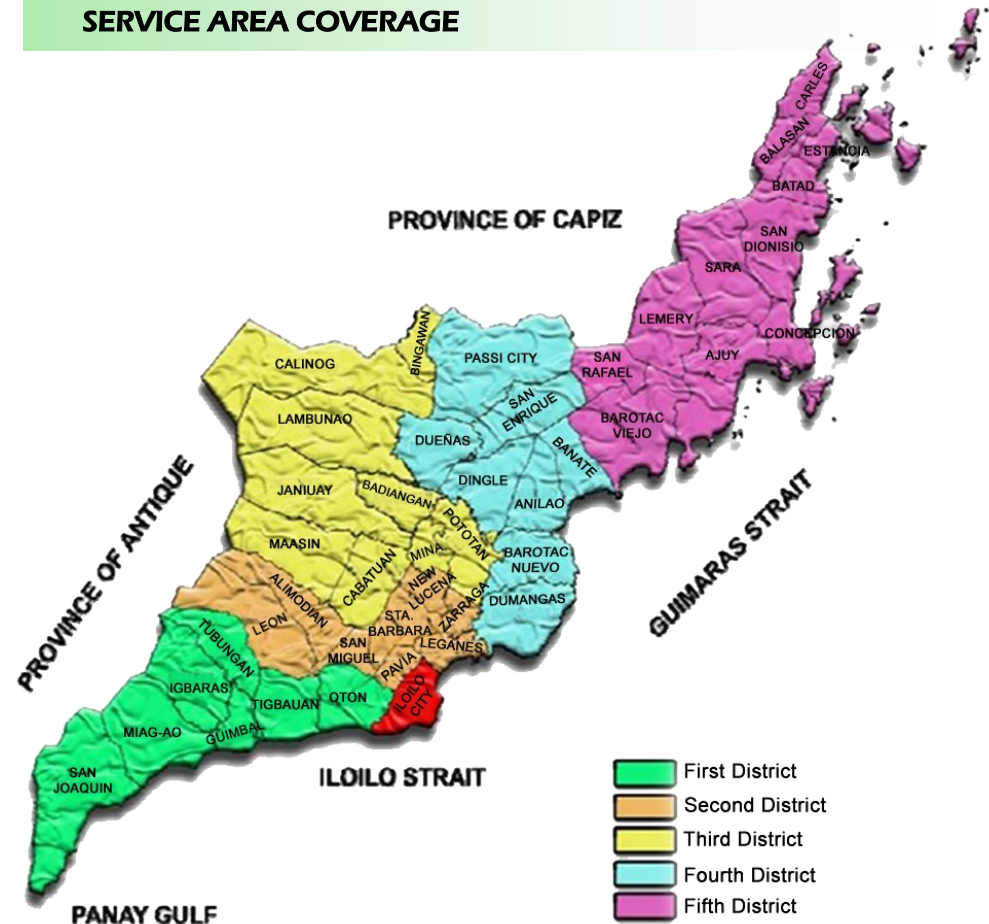 SERVICE AREA COVERAGE
CARLES
BALASAN
ESTANCIA
BATAD
PROVINCE OF CAPIZ
SAN
DIONISIO
SARA
LEMERY
CONCEPCION
BINGAWAN
CALINOG
PASSI CITY
SAN
RAFAEL
AJUY
SAN
ENRIQUE
LAMBUNAO
BAROTAC
VIEJO
DUEÑAS
BANATE
DINGLE
JANIUAY
BADIANGAN
ANILAO
POTOTAN
PROVINCE OF ANTIQUE
GUIMARAS STRAIT
MAASIN
MINA
BAROTAC
NUEVO
CABATUAN
NEW
LUCENA
DUMANGAS
ALIMODIAN
ZARRAGA
LEON
STA.
BARBARA
SAN
MIGUEL
LEGANES
TUBUNGAN
PAVIA
IGBARAS
TIGBAUAN
OTON
ILOILO
CITY
MIAG-AO
GUIMBAL
SAN
JOAQUIN
ILOILO STRAIT
First District
Second District
Third District
Fourth District
Fifth District
PANAY GULF